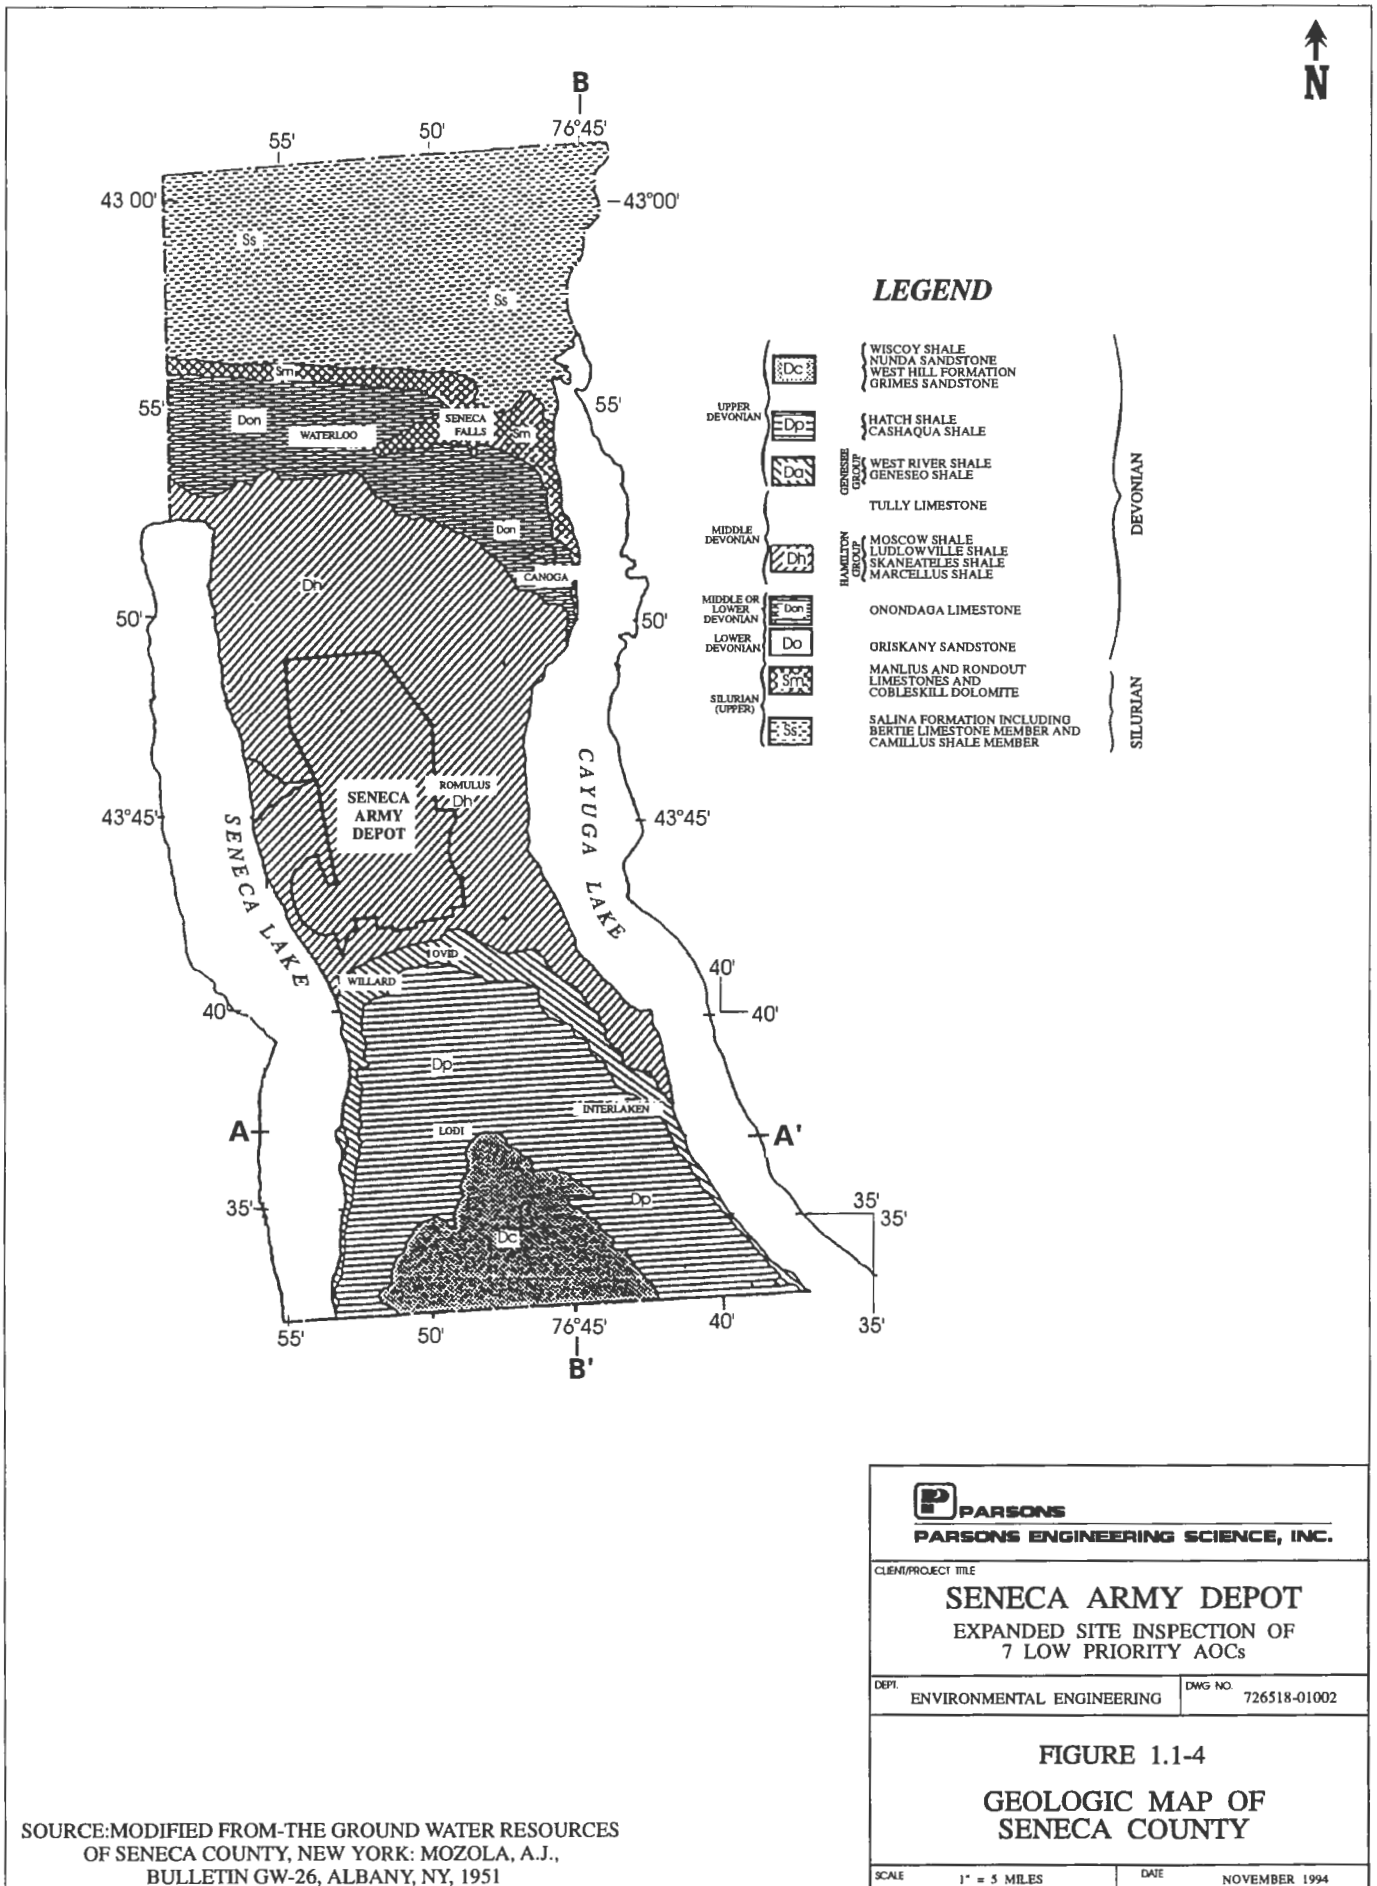 N
B
76°45'
50'
55'
43 00'
43°00'
Ss
Ss
Sm
55'
55'
Don
WATERLOO
SENECA
FALLS
Sm
Don
CANOGA
Dh
50'
50'
SENECA
ARMY
DEPOT
ROMULUS
Dh
43°45'
43°45'
SENECA LAKE
CAYUGA LAKE
OVID
WILLARD
40'
40'
40'
Dp
INTERLAKEN
LODI
A
A'
Dp
35'
35'
35'
Dc
55'
50'
76°45'
40'
35'
B'
LEGEND
UPPER
DEVONIAN
Dc
WISCOY SHALE
NUNDA SANDSTONE
WEST HILL FORMATION
GRIMES SANDSTONE
Dp
HATCH SHALE
CASHAQUA SHALE
Da
GENESEE
GROUP
WEST RIVER SHALE
GENESEO SHALE
TULLY LIMESTONE
MIDDLE
DEVONIAN
Dh
HAMILTON
GROUP
MOSCOW SHALE
LUDLOWVILLE SHALE
SKANEATELES SHALE
MARCELLUS SHALE
MIDDLE OR
LOWER
DEVONIAN
Don
ONONDAGA LIMESTONE
LOWER
DEVONIAN
Do
ORISKANY SANDSTONE
DEVONIAN
SILURIAN
(UPPER)
Sm
MANLIUS AND RONDOUT
LIMESTONES AND
COBLESKILL DOLOMITE
Ss
SALINA FORMATION INCLUDING
BERTIE LIMESTONE MEMBER AND
CAMILLUS SHALE MEMBER
SILURIAN
PARSONS
PARSONS ENGINEERING SCIENCE, INC.
CLIENT/PROJECT TITLE
SENECA ARMY DEPOT
EXPANDED SITE INSPECTION OF
7 LOW PRIORITY AOCs
DEPT.
ENVIRONMENTAL ENGINEERING
DWG NO.
726518-01002
FIGURE 1.1-4
GEOLOGIC MAP OF
SENECA COUNTY
SCALE
1" = 5 MILES
DATE
NOVEMBER 1994
SOURCE:MODIFIED FROM-THE GROUND WATER RESOURCES
OF SENECA COUNTY, NEW YORK: MOZOLA, A.J.,
BULLETIN GW-26, ALBANY, NY, 1951